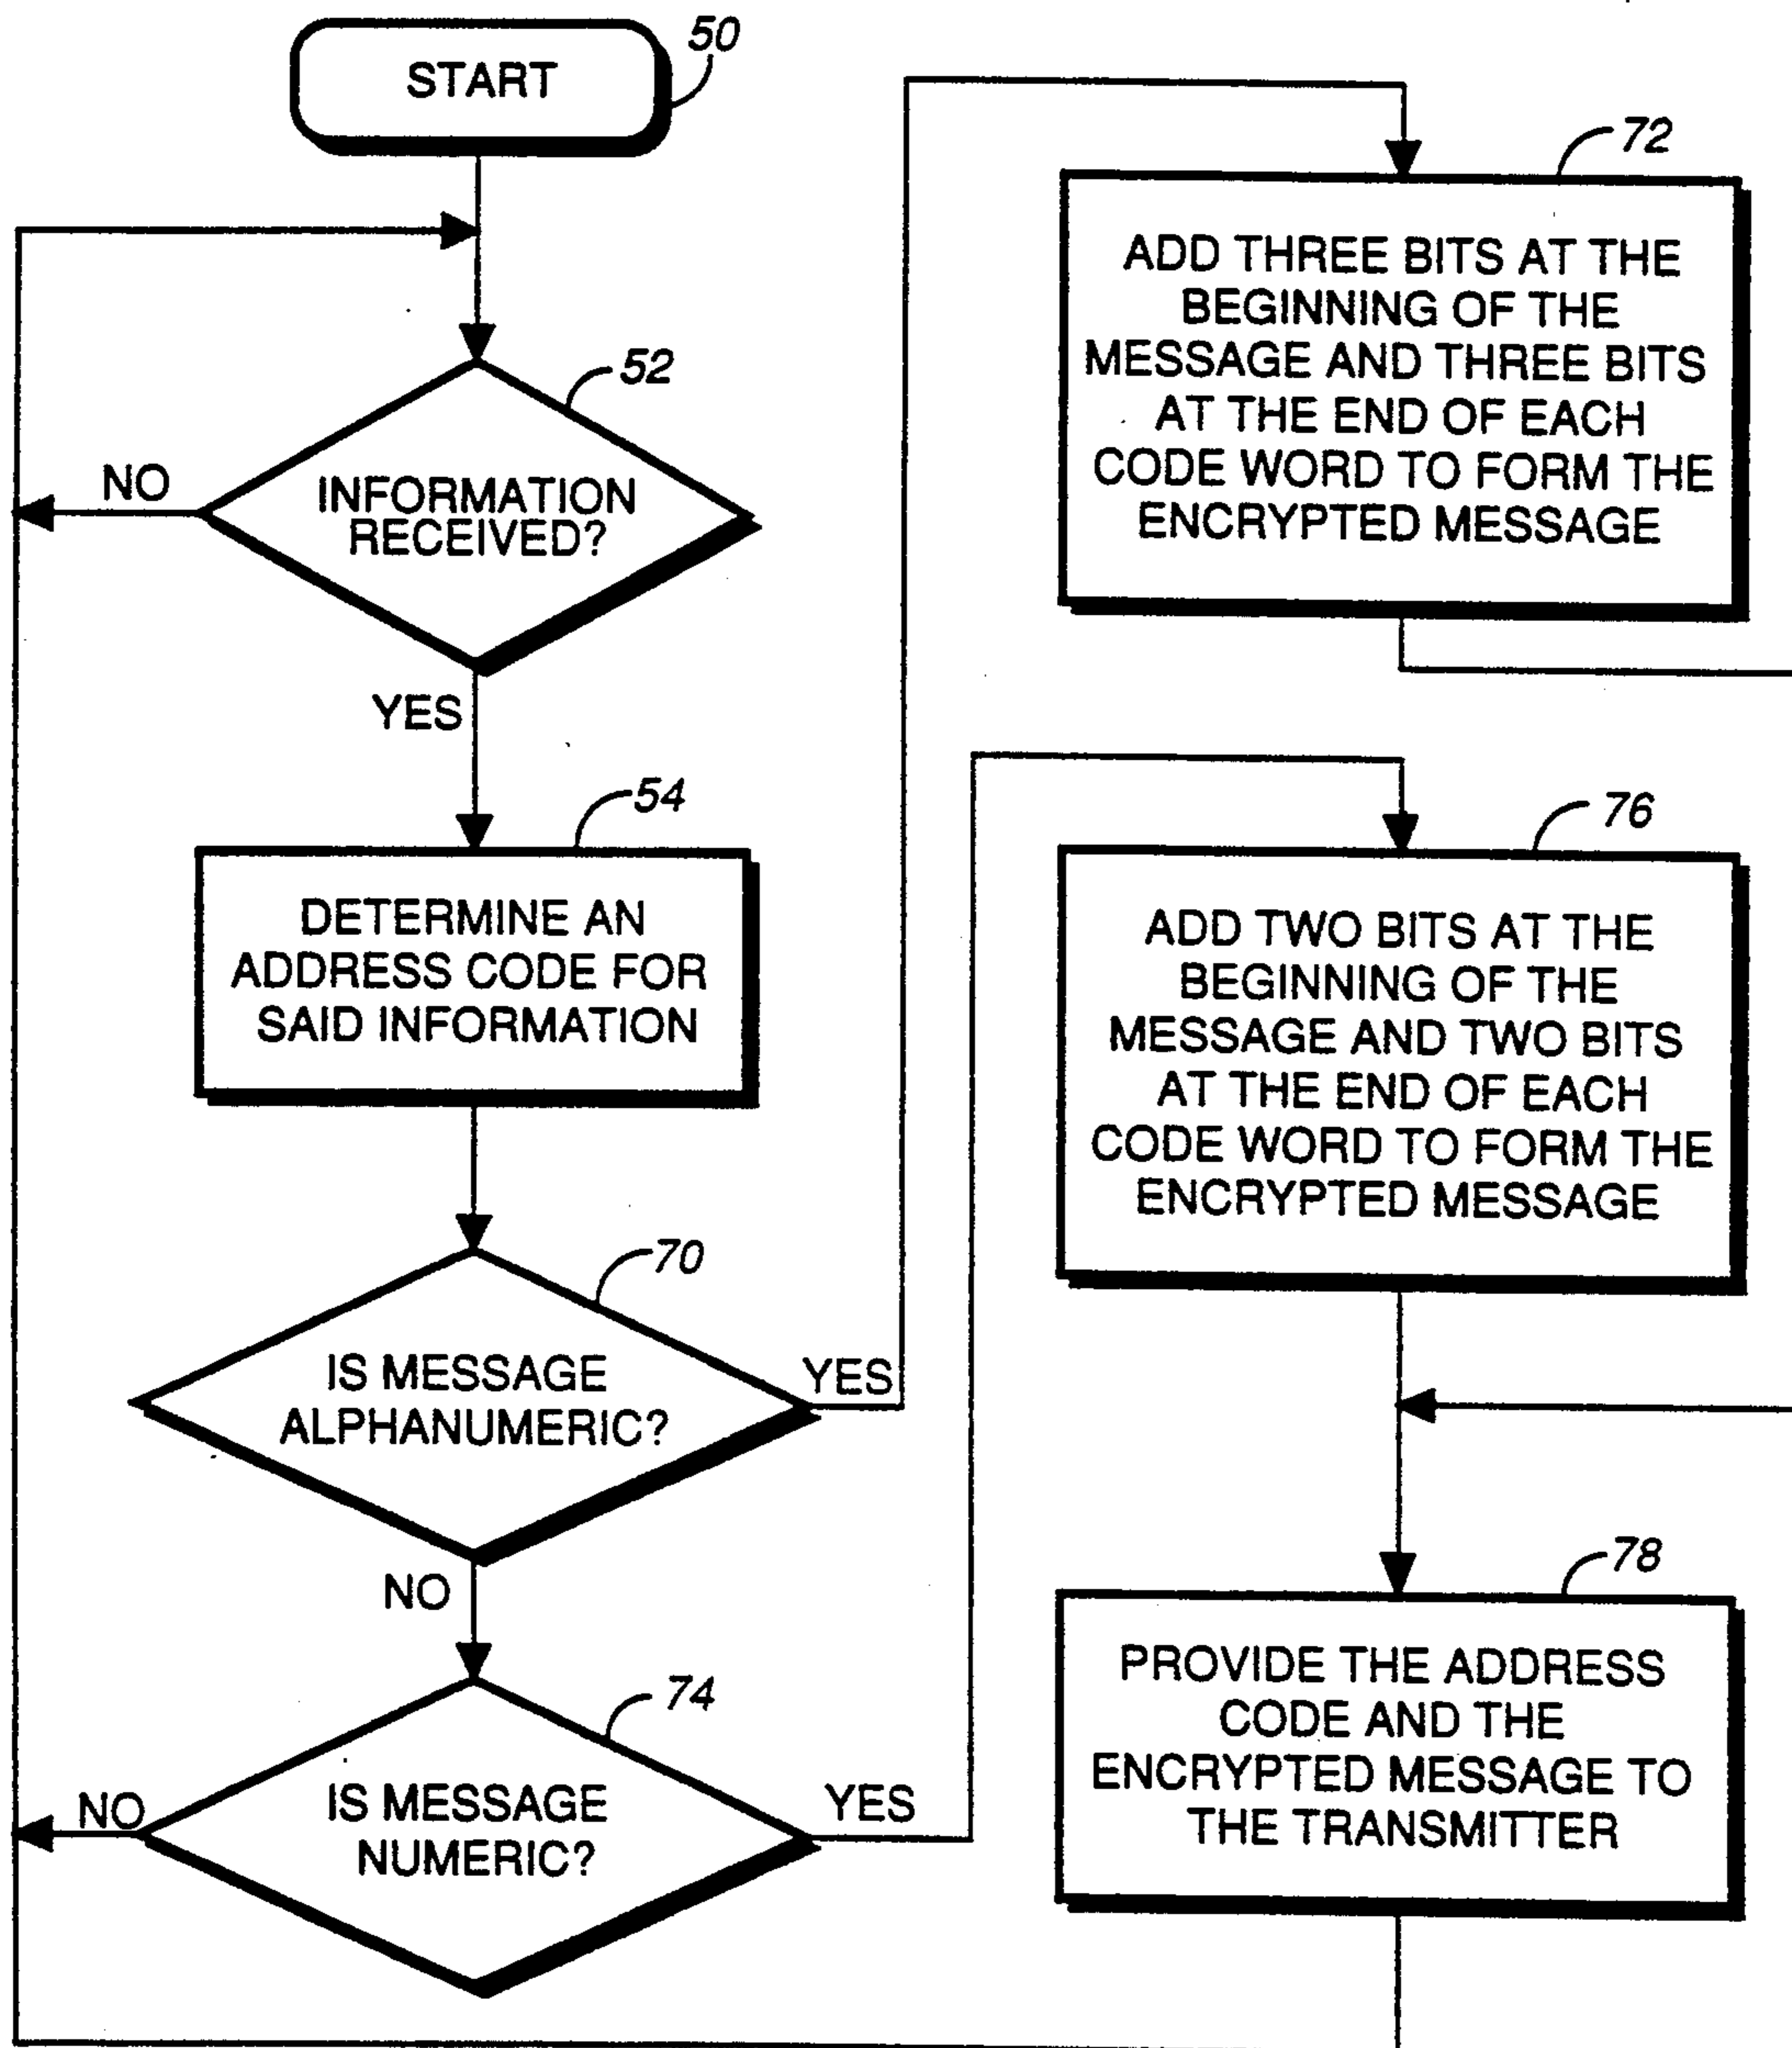 START
50
INFORMATION
RECEIVED?
52
NO
YES
DETERMINE AN
ADDRESS CODE FOR
SAID INFORMATION
54
IS MESSAGE
ALPHANUMERIC?
70
YES
NO
IS MESSAGE
NUMERIC?
74
NO
YES
72
ADD THREE BITS AT THE
BEGINNING OF THE
MESSAGE AND THREE BITS
AT THE END OF EACH
CODE WORD TO FORM THE
ENCRYPTED MESSAGE
76
ADD TWO BITS AT THE
BEGINNING OF THE
MESSAGE AND TWO BITS
AT THE END OF EACH
CODE WORD TO FORM THE
ENCRYPTED MESSAGE
78
PROVIDE THE ADDRESS
CODE AND THE
ENCRYPTED MESSAGE TO
THE TRANSMITTER